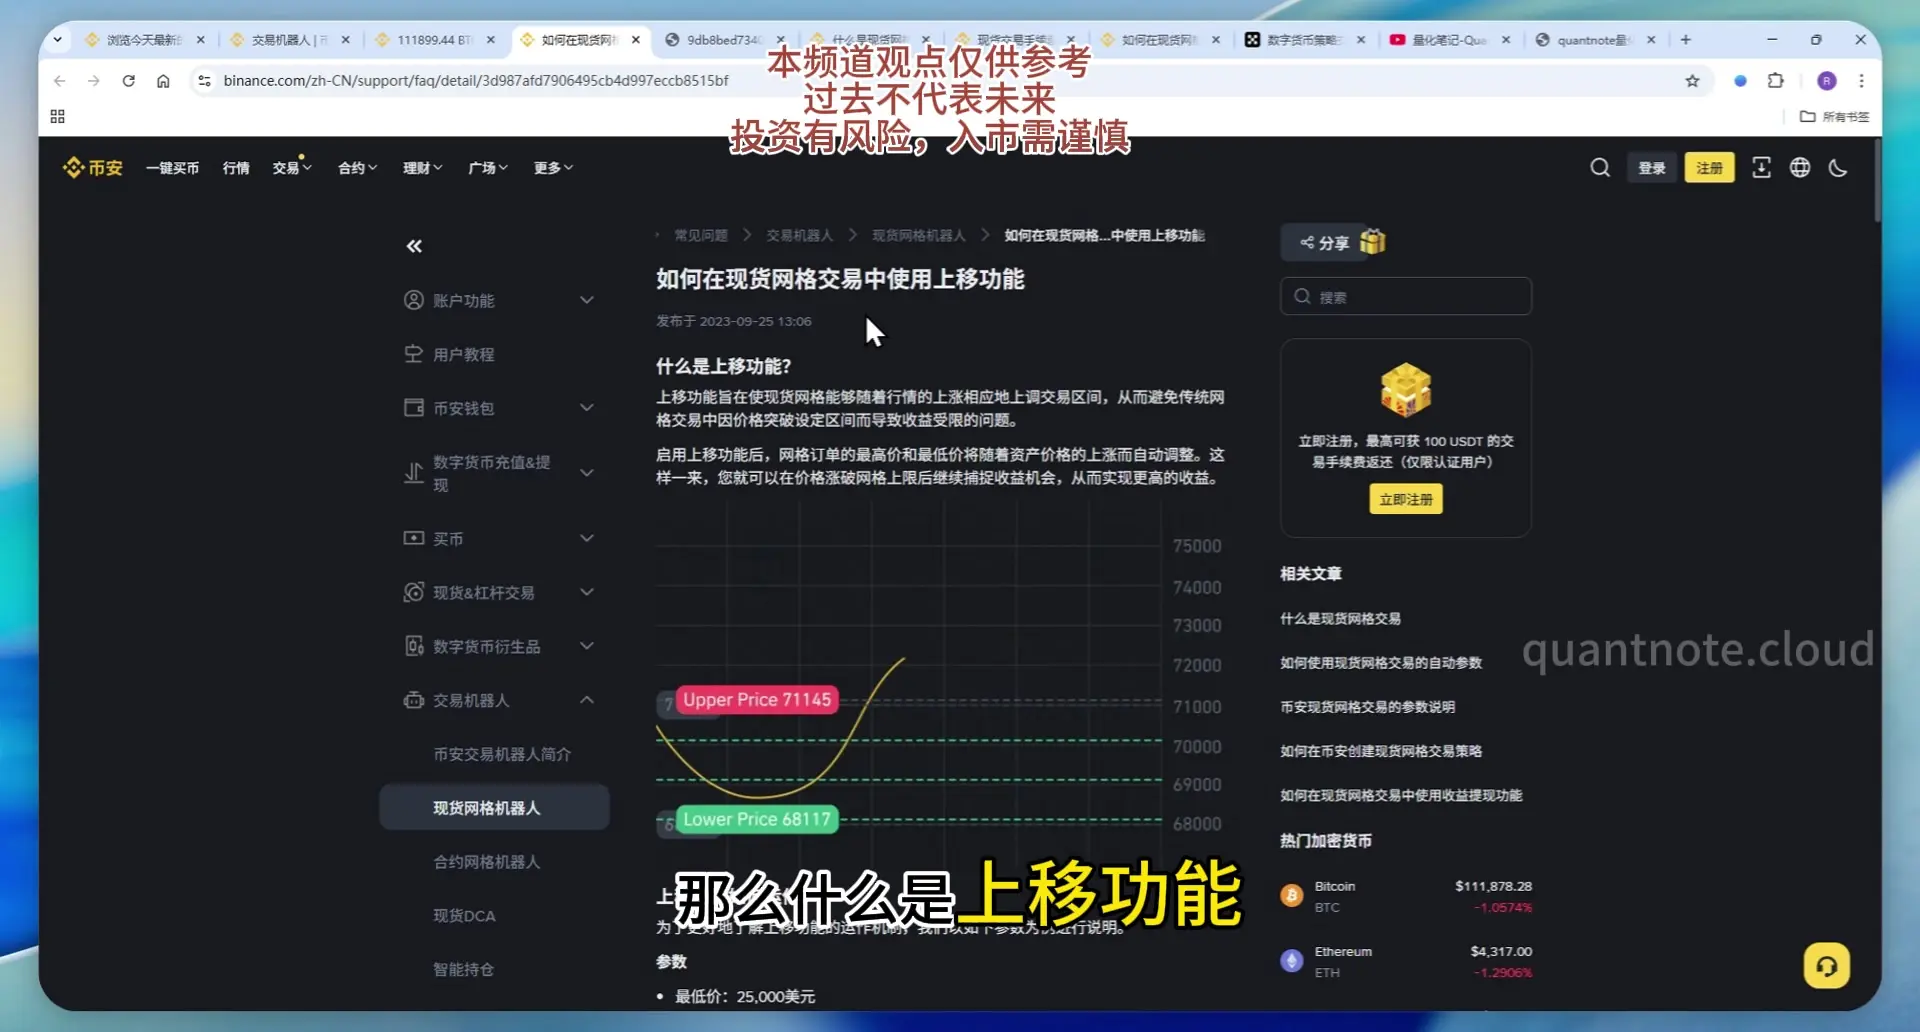 浏览今天最新
交易机器人 | 币
111899.44 BT
如何在现货网格
9db8bed7340
什么是现货网格
现货交易手续
如何在现货网格
数字货币策略
量化笔记-Qua
quantnote量化
binance.com/zh-CN/support/faq/detail/3d987afd7906495cb4d997eccb8515bf
R
所有书签
本频道观点仅供参考
过去不代表未来
投资有风险，入市需谨慎
币安
一键买币
行情
交易
合约
理财
广场
更多
登录
注册
账户功能
用户教程
币安钱包
数字货币充值&提
现
买币
现货&杠杆交易
数字货币衍生品
交易机器人
币安交易机器人简介
现货网格机器人
合约网格机器人
现货DCA
智能持仓
常见问题
交易机器人
现货网格机器人
如何在现货网格...中使用上移功能
如何在现货网格交易中使用上移功能
发布于 2023-09-25 13:06
什么是上移功能？
上移功能旨在使现货网格能够随着行情的上涨相应地上调交易区间，从而避免传统网
格交易中因价格突破设定区间而导致收益受限的问题。
启用上移功能后，网格订单的最高价和最低价将随着资产价格的上涨而自动调整。这
样一来，您就可以在价格涨破网格上限后继续捕捉收益机会，从而实现更高的收益。
75000
74000
73000
72000
71000
70000
69000
68000
7
Upper Price 71145
6
Lower Price 68117
那么什么是上移功能
为了更好地了解上移功能的运作机制，我们以如下参数为例进行说明。
参数
• 最低价：25,000美元
分享
搜索
立即注册，最高可获 100 USDT 的交
易手续费返还（仅限认证用户）
立即注册
相关文章
什么是现货网格交易
如何使用现货网格交易的自动参数
币安现货网格交易的参数说明
如何在币安创建现货网格交易策略
如何在现货网格交易中使用收益提现功能
热门加密货币
Bitcoin
$111,878.28
BTC
-1.0574%
Ethereum
$4,317.00
ETH
-1.2906%
quantnote.cloud